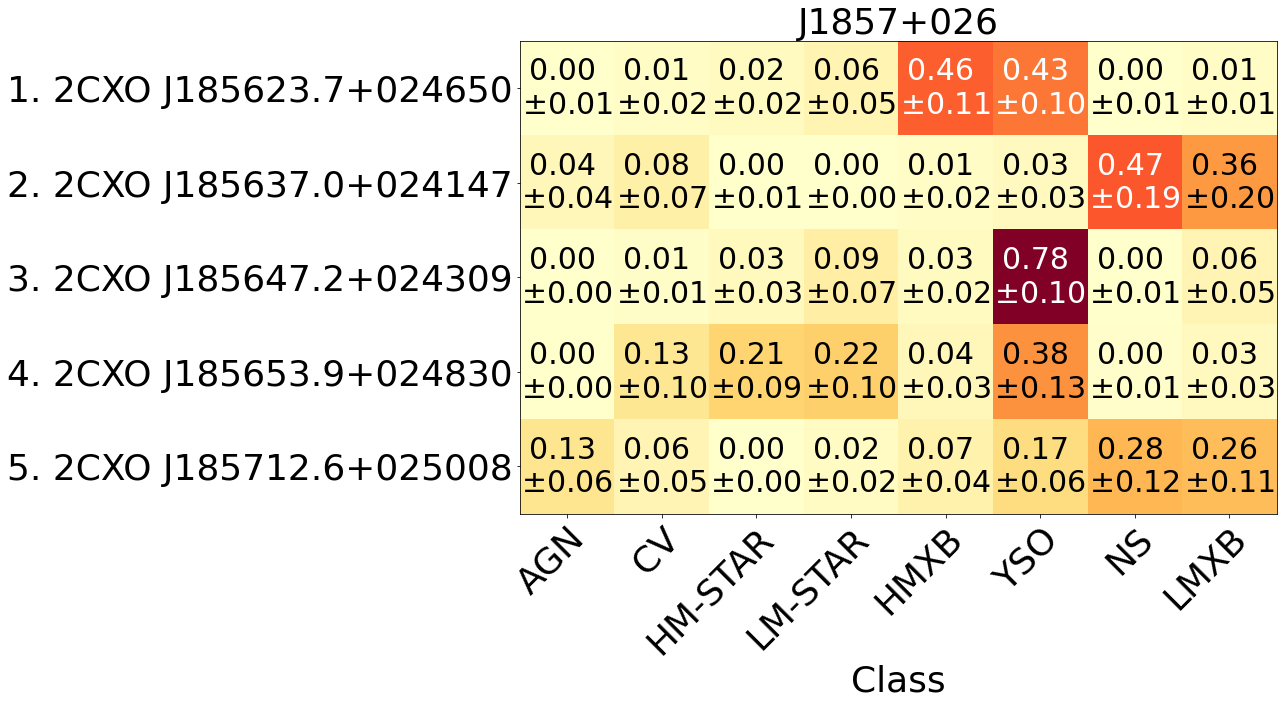 J1857+026
1. 2CXO J185623.7+024650
0.00 0.01 0.02 0.06 0.46 0.43 0.00 0.01
±0.01 ±0.02 ±0.02 ±0.05 ±0.11 ±0.10 ±0.01 ±0.01
2. 2CXO J185637.0+024147
0.04 0.08 0.00 0.00 0.01 0.03 0.47 0.36
±0.04 ±0.07 ±0.01 ±0.00 ±0.02 ±0.03 ±0.19 ±0.20
3. 2CXO J185647.2+024309
0.00 0.01 0.03 0.09 0.03 0.78 0.00 0.06
±0.00 ±0.01 ±0.03 ±0.07 ±0.02 ±0.10 ±0.01 ±0.05
4. 2CXO J185653.9+024830
0.00 0.13 0.21 0.22 0.04 0.38 0.00 0.03
±0.00 ±0.10 ±0.09 ±0.10 ±0.03 ±0.13 ±0.01 ±0.03
5. 2CXO J185712.6+025008
0.13 0.06 0.00 0.02 0.07 0.17 0.28 0.26
±0.06 ±0.05 ±0.00 ±0.02 ±0.04 ±0.06 ±0.12 ±0.11
AGN CV HM-STAR LM-STAR HMXB YSO NS LMXB
Class